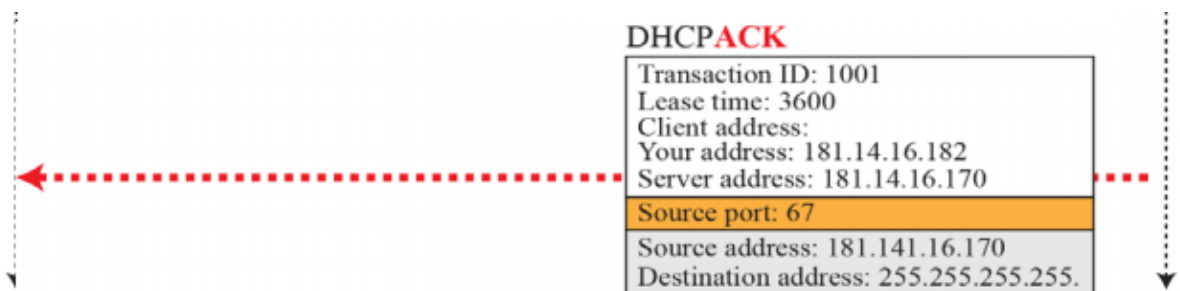 DHCPACK
Transaction ID: 1001
Lease time: 3600
Client address:
Your address: 181.14.16.182
Server address: 181.14.16.170
Source port: 67
Source address: 181.141.16.170
Destination address: 255.255.255.255.